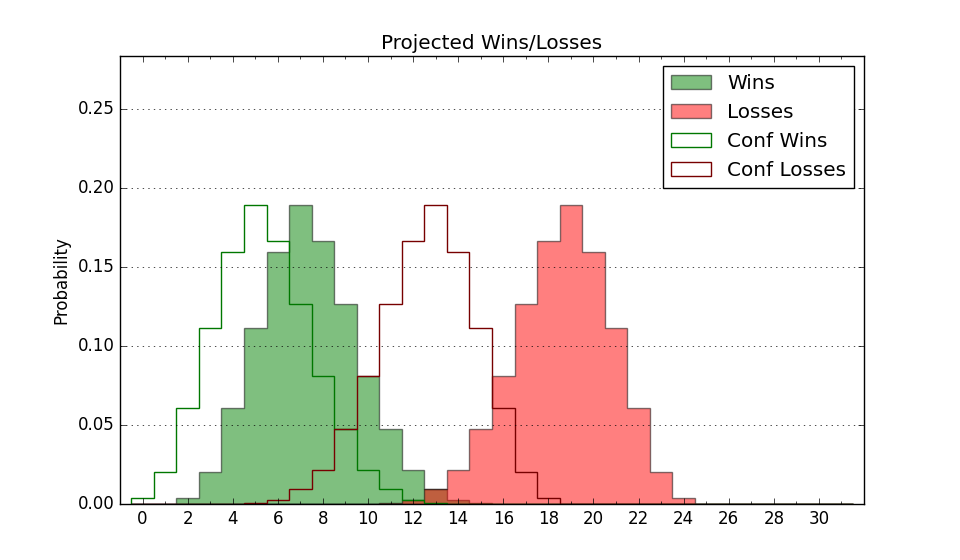 Projected Wins/Losses
Wins
Losses
Conf Wins
Conf Losses
Probability
0.25
0.20
0.15
0.10
0.05
0.00
0 2 4 6 8 10 12 14 16 18 20 22 24 26 28 30